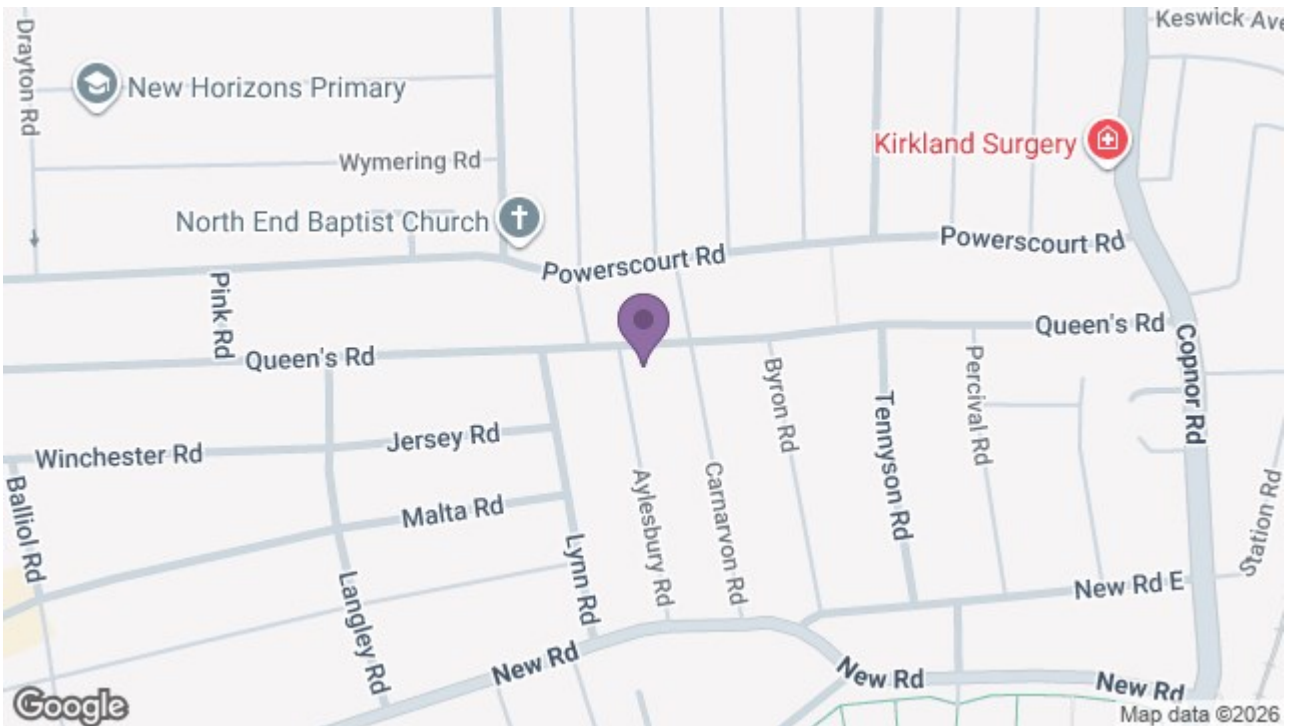 Keswick Ave
Drayton Rd
New Horizons Primary
Kirkland Surgery
Wymering Rd
North End Baptist Church
Powerscourt Rd
Powerscourt Rd
Pink Rd
Queen's Rd
Queen's Rd
Copnor Rd
Byron Rd
Percival Rd
Tennyson Rd
Jersey Rd
Winchester Rd
Balliol Rd
Aylesbury Rd
Carnarvon Rd
Malta Rd
Station Rd
Lynn Rd
Langley Rd
New Rd E
New Rd
New Rd
New Rd
Google
Map data ©2026